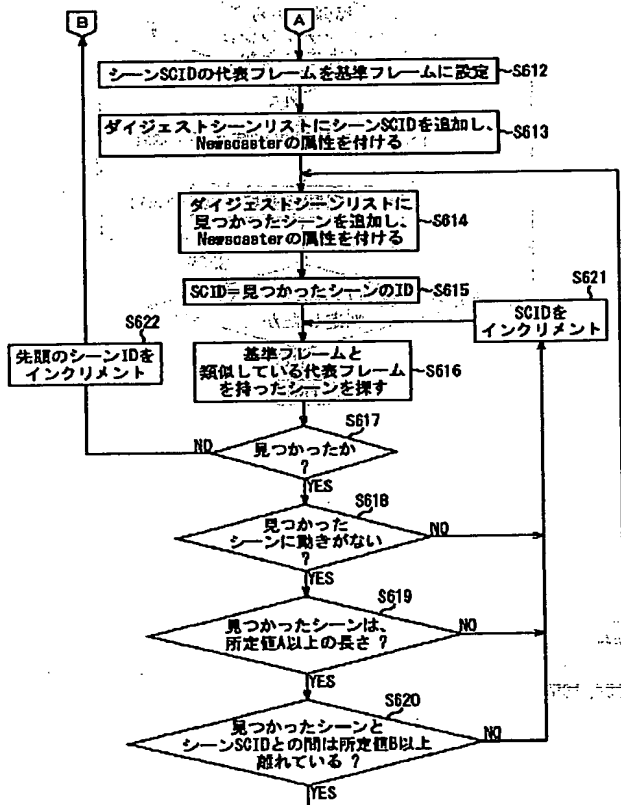 B
A
シーンSCIDの代表フレームを基準フレームに設定
S612
ダイジェストシーンリストにシーンSCIDを追加し、
Newscasterの属性を付ける
S613
ダイジェストシーンリストに
見つかったシーンを追加し、
Newscasterの属性を付ける
S614
SCID=見つかったシーンのID
S615
S621
SCIDを
インクリメント
S622
先頭のシーンIDを
インクリメント
基準フレームと
類似している代表フレーム
を持ったシーンを探す
S616
S617
見つかったか
?
NO
YES
S618
見つかった
シーンに動きがない
?
NO
YES
S619
見つかったシーンは、
所定値A以上の長さ?
NO
YES
S620
見つかったシーンと
シーンSCIDとの間は所定値B以上
離れている?
NO
YES